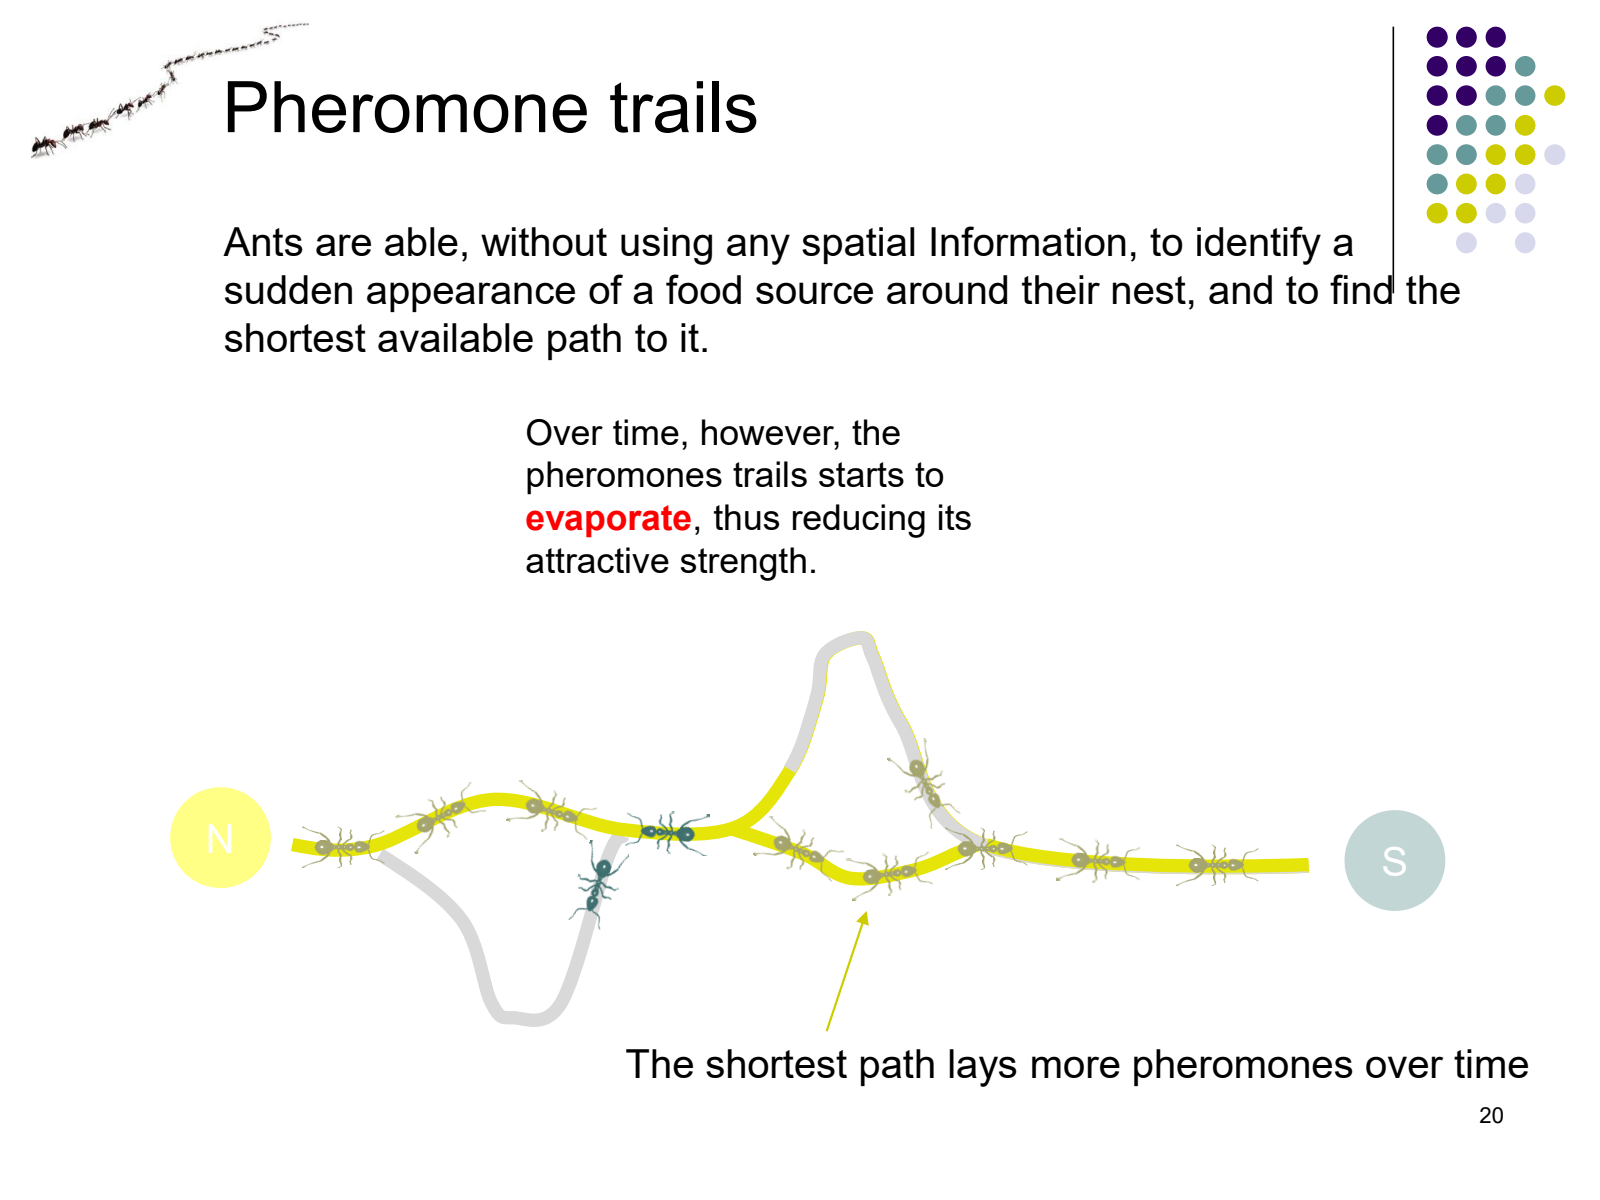 Pheromone trails
Ants are able, without using any spatial Information, to identify a
sudden appearance of a food source around their nest, and to find the
shortest available path to it.
Over time, however, the
pheromones trails starts to
evaporate, thus reducing its
attractive strength.
N
S
The shortest path lays more pheromones over time
20